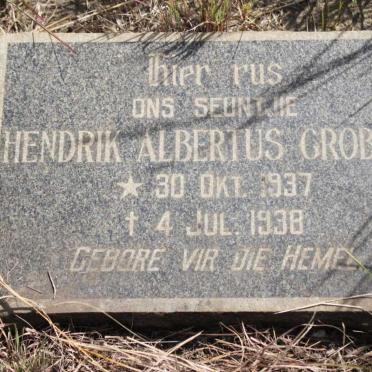 Hier rus
ONS SEUNTJIE
HENDRIK ALBERTUS GROB
★ 30 OKT. 1937
† 4 JUL. 1938
GEBORE VIR DIE HEMEL